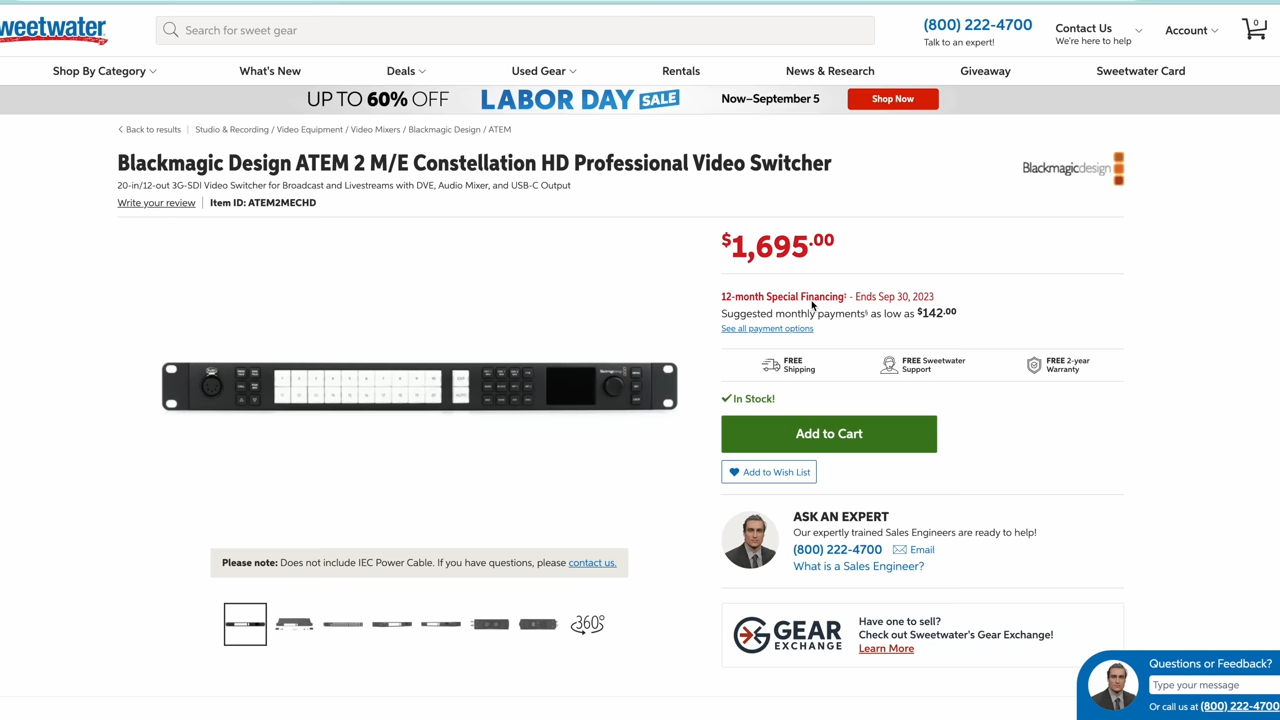 weetwater
Search for sweet gear
(800) 222-4700
Talk to an expert!
Contact Us
We're here to help
Account
0
Shop By Category
What's New
Deals
Used Gear
Rentals
News & Research
Giveaway
Sweetwater Card
UP TO 60% OFF LABOR DAY SALE Now–September 5 Shop Now
Back to results
Studio & Recording / Video Equipment / Video Mixers / Blackmagic Design / ATEM
Blackmagic Design ATEM 2 M/E Constellation HD Professional Video Switcher
20-in/12-out 3G-SDI Video Switcher for Broadcast and Livestreams with DVE, Audio Mixer, and USB-C Output
Write your review
Item ID: ATEM2MECHD
Blackmagicdesign
$1,695.00
12-month Special Financing‡ - Ends Sep 30, 2023
Suggested monthly payments§ as low as $142.00
See all payment options
FREE
Shipping
FREE Sweetwater
Support
FREE 2-year
Warranty
In Stock!
Add to Cart
Add to Wish List
ASK AN EXPERT
Our expertly trained Sales Engineers are ready to help!
(800) 222-4700
Email
What is a Sales Engineer?
Please note: Does not include IEC Power Cable. If you have questions, please contact us.
360°
GEAR
EXCHANGE
Have one to sell?
Check out Sweetwater's Gear Exchange!
Learn More
Questions or Feedback?
Type your message
Or call us at (800) 222-4700